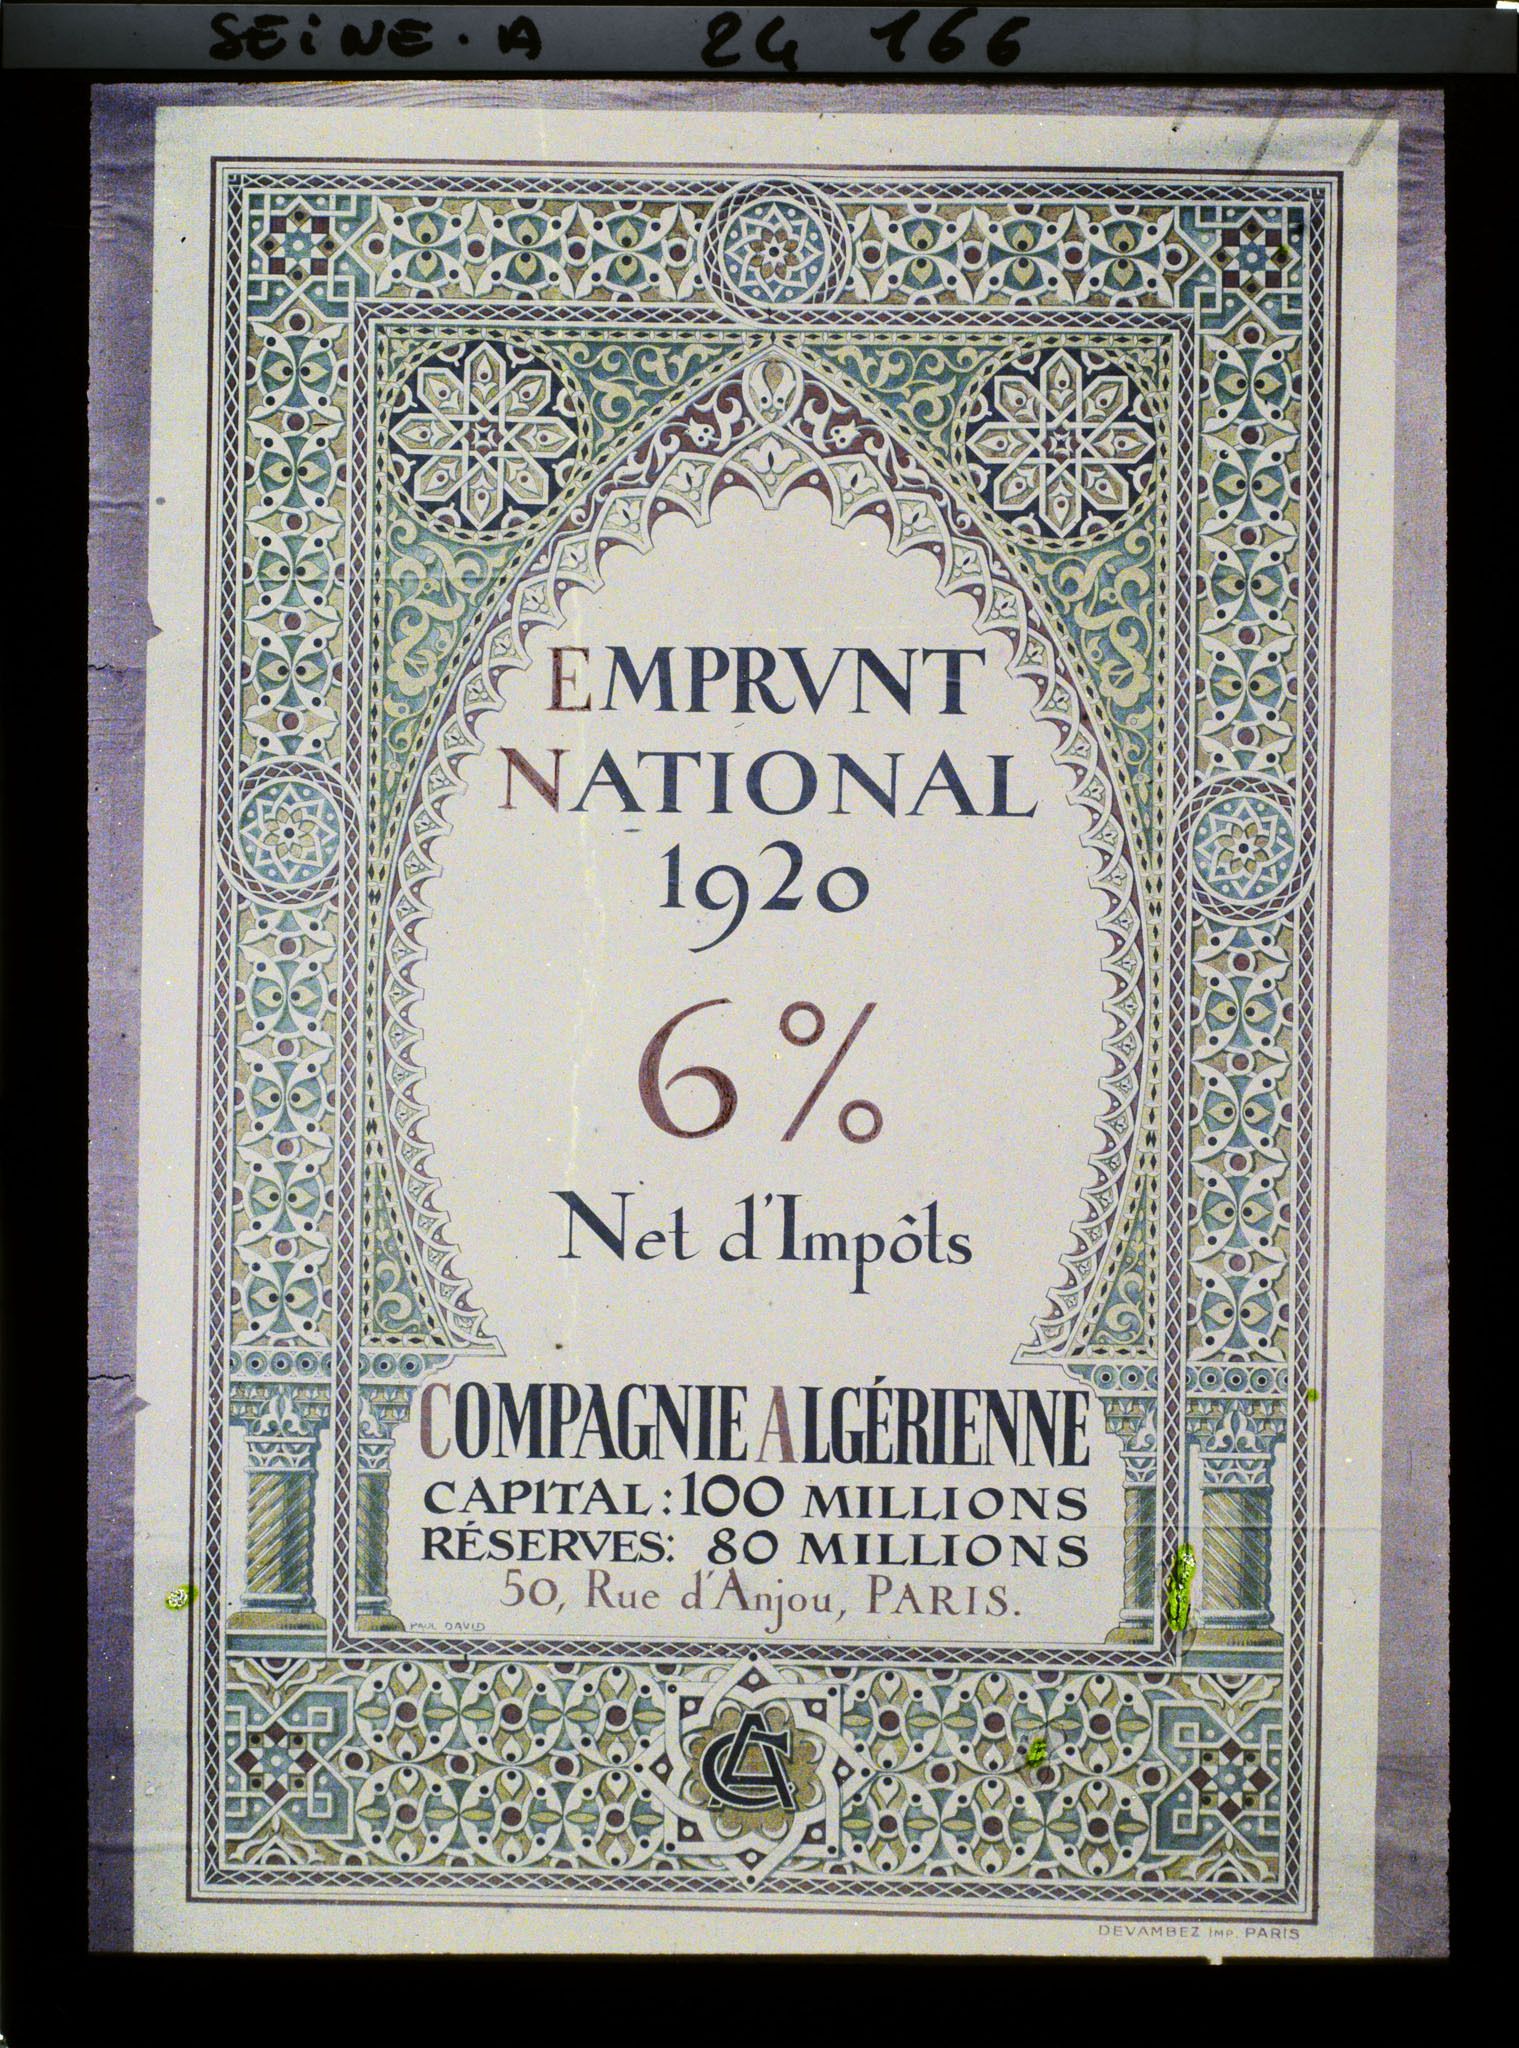 SEINE. A 24 166
EMPRVNT
NATIONAL
1920
6%
Net d'Impôts
COMPAGNIE ALGÉRIENNE
CAPITAL : 100 MILLIONS
RÉSERVES: 80 MILLIONS
50, Rue d'Anjou, PARIS.
PAUL DAVID
CA
DEVAMBEZ IMP. PARIS